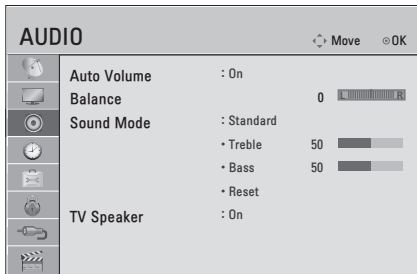 AUDIO Move OK
Auto Volume : On
Balance 0 L R
Sound Mode : Standard
• Treble 50
• Bass 50
• Reset
TV Speaker : On